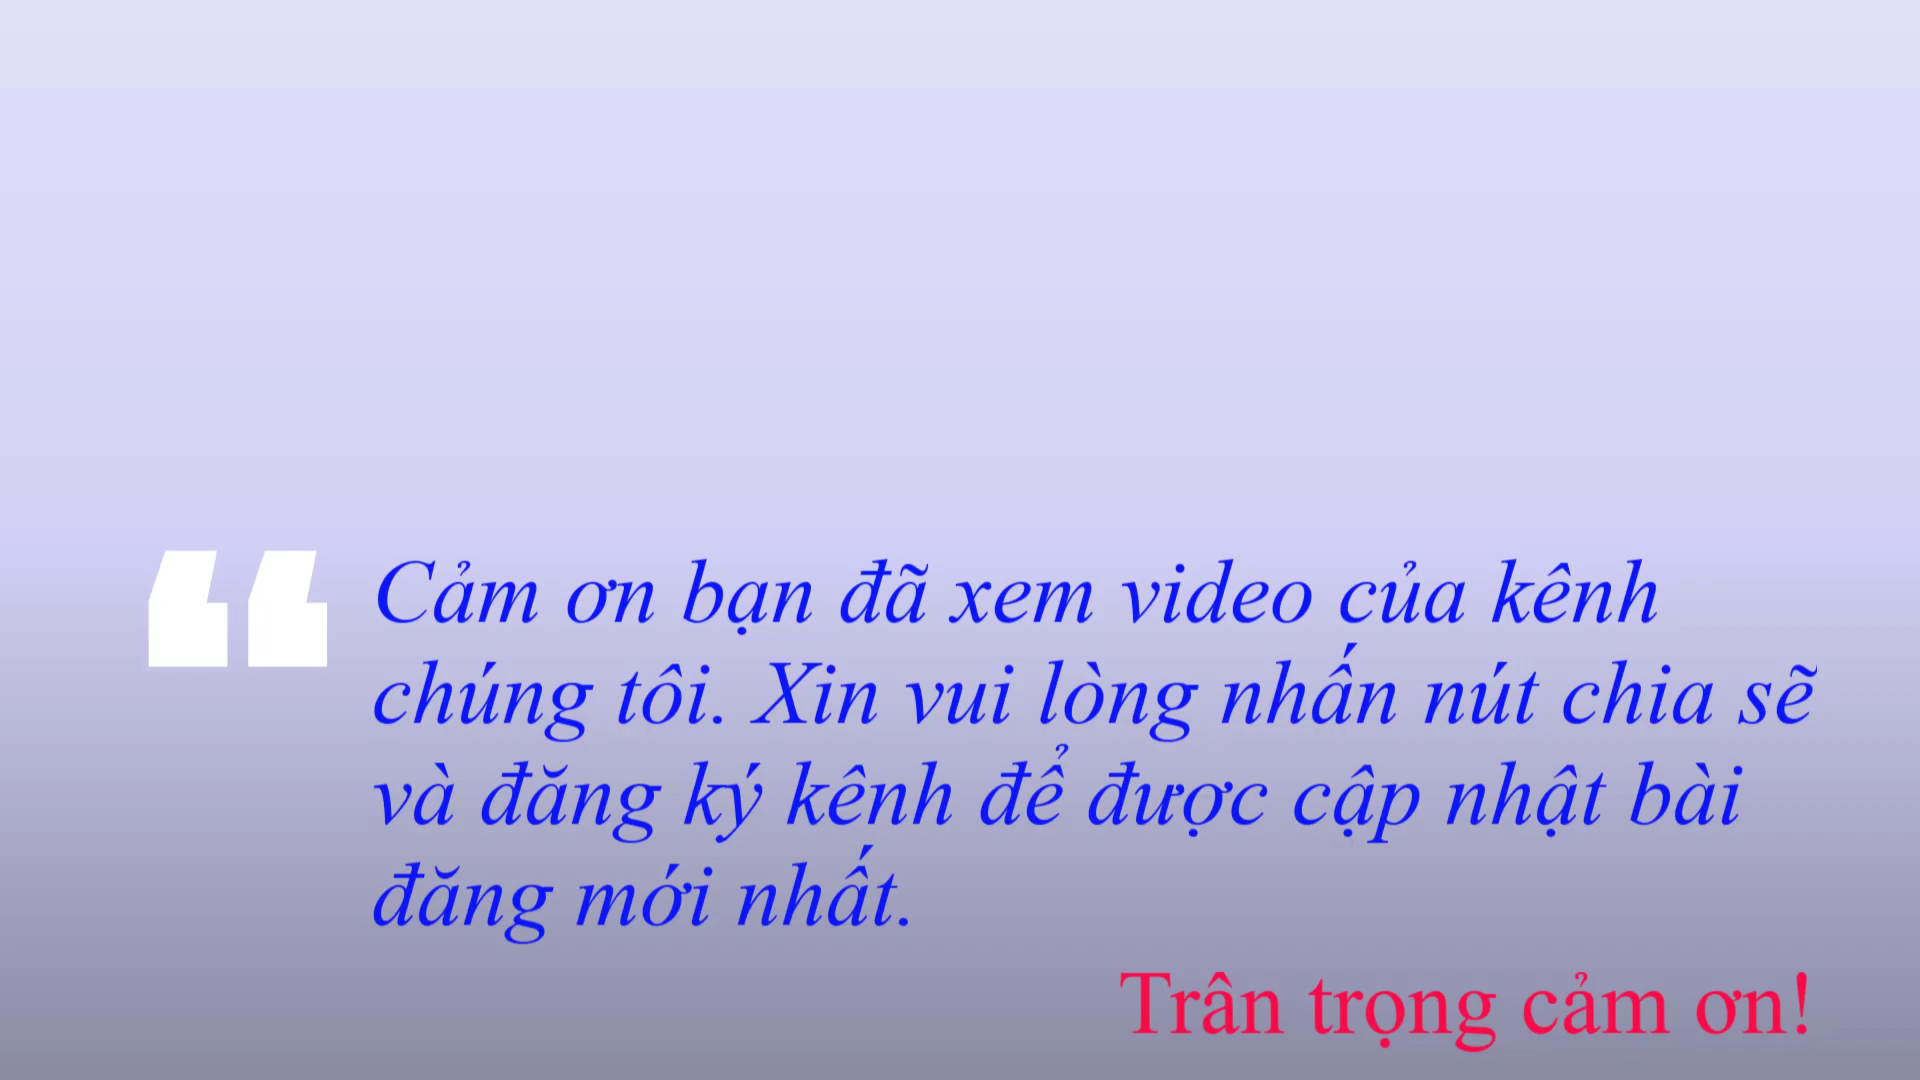 “ Cảm ơn bạn đã xem video của kênh
chúng tôi. Xin vui lòng nhấn nút chia sẽ
và đăng ký kênh để được cập nhật bài
đăng mới nhất.
Trân trọng cảm ơn!